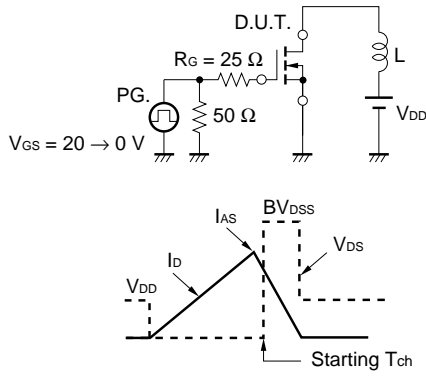 D.U.T.
RG = 25 Ω
L
PG.
50 Ω
VDD
VGS = 20 → 0 V
BVDSS
IAS
ID
VDS
VDD
Starting Tch